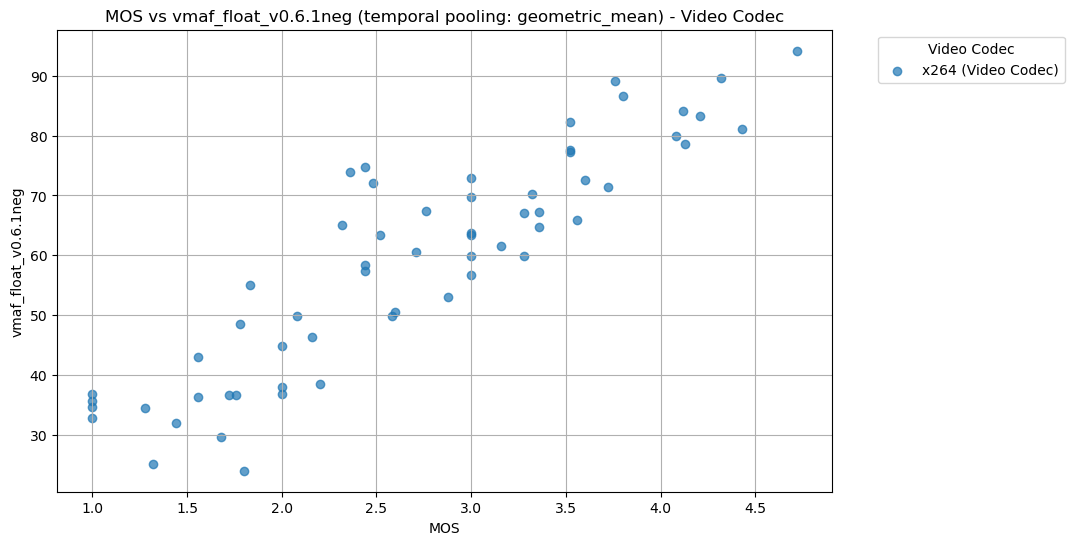 MOS vs vmaf_float_v0.6.1neg (temporal pooling: geometric_mean) - Video Codec
Video Codec
x264 (Video Codec)
vmaf_float_v0.6.1neg
90
80
70
60
50
40
30
1.0 1.5 2.0 2.5 3.0 3.5 4.0 4.5
MOS